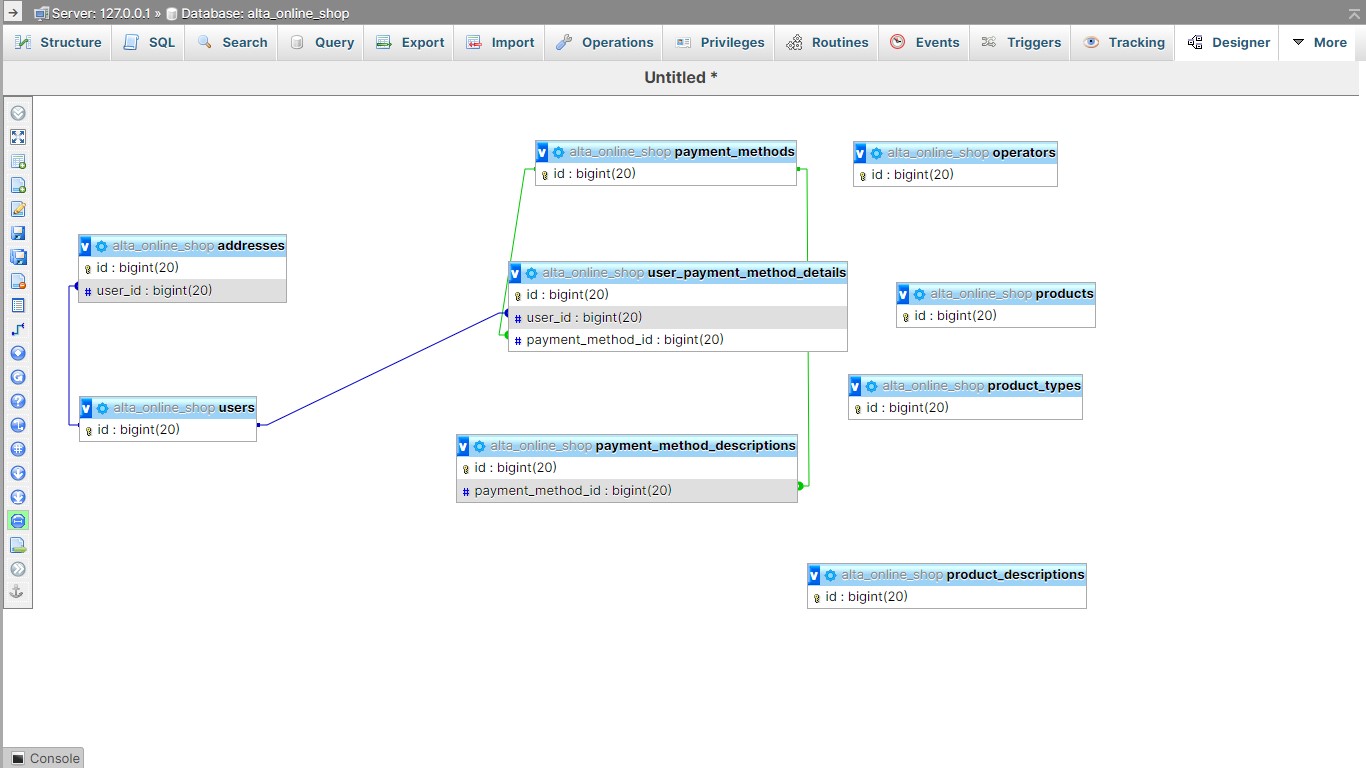 Server: 127.0.0.1 » Database: alta_online_shop
Structure SQL Search Query Export Import Operations Privileges Routines Events Triggers Tracking Designer More
Untitled *
v alta_online_shop payment_methods
id : bigint(20)
v alta_online_shop operators
id : bigint(20)
v alta_online_shop addresses
id : bigint(20)
# user_id : bigint(20)
v alta_online_shop user_payment_method_details
id : bigint(20)
# user_id : bigint(20)
# payment_method_id : bigint(20)
v alta_online_shop products
id : bigint(20)
v alta_online_shop product_types
id : bigint(20)
v alta_online_shop users
id : bigint(20)
v alta_online_shop payment_method_descriptions
id : bigint(20)
# payment_method_id : bigint(20)
v alta_online_shop product_descriptions
id : bigint(20)
Console